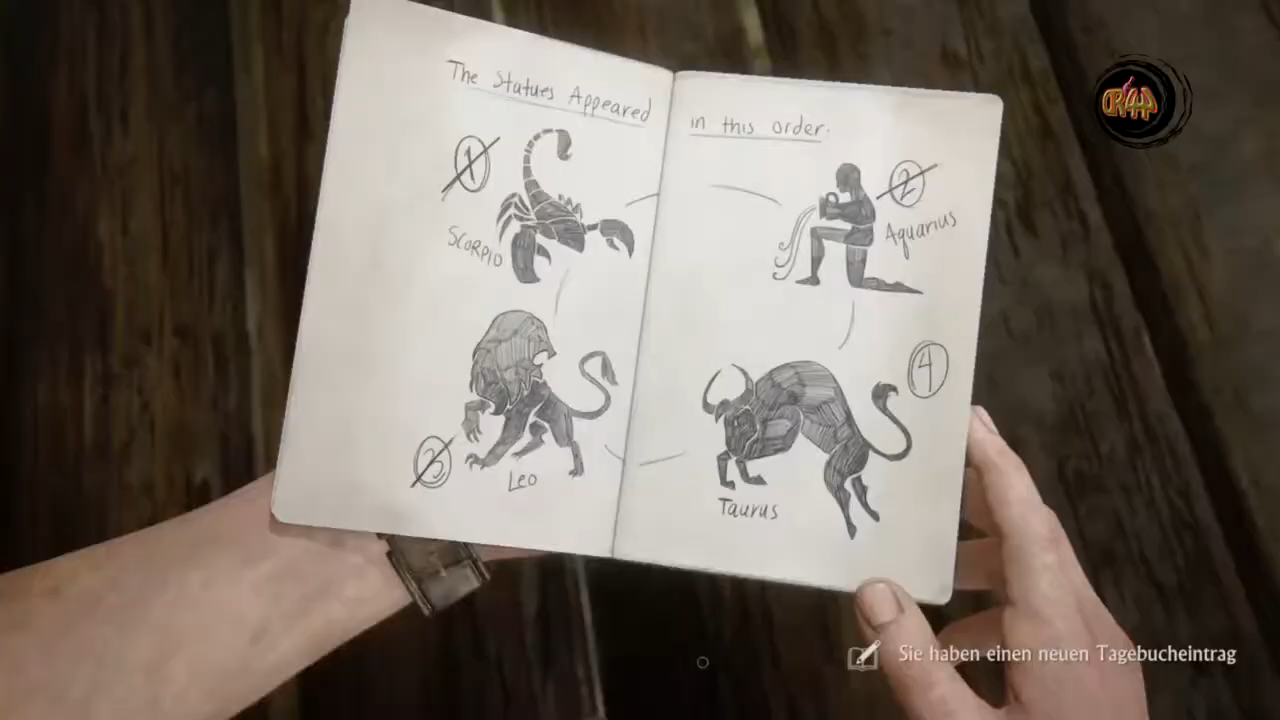 The Statues Appeared
in this order.
1
SCORPIO
2
Aquarius
3
Leo
4
Taurus
Sie haben einen neuen Tagebucheintrag